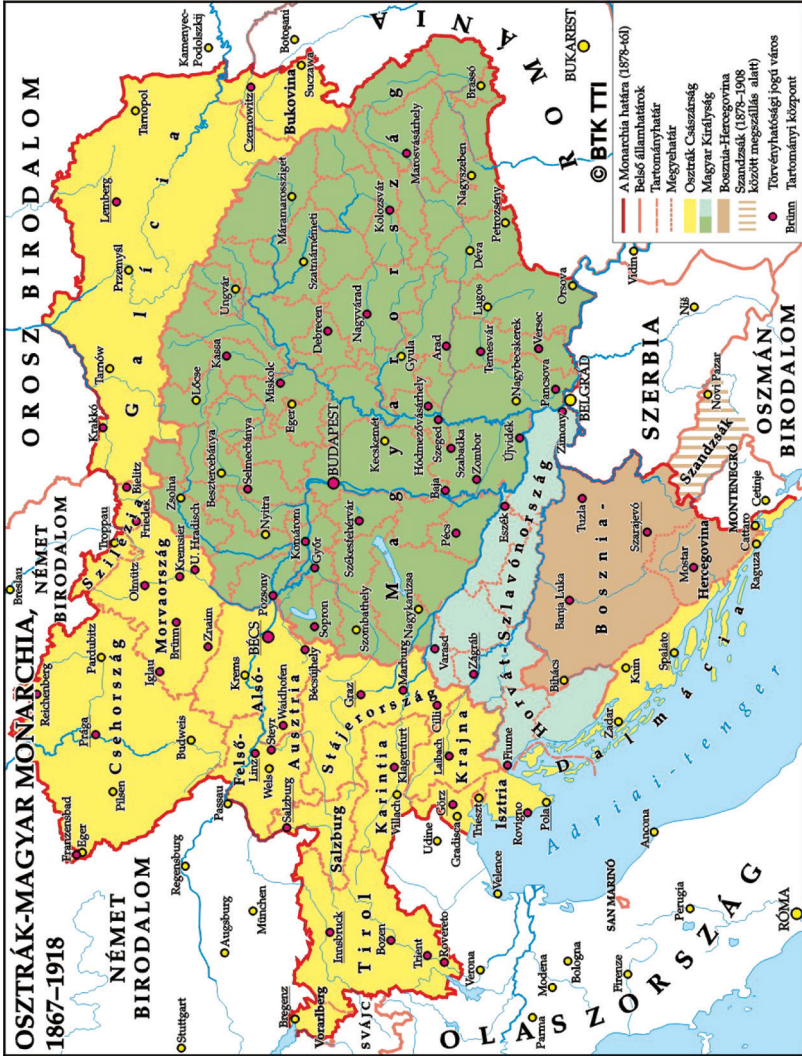 OSZTRÁK-MAGYAR MONARCHIA,
1867–1918
OROSZ BIRODALOM
NÉMET
BIRODALOM
NÉMET
BIRODALOM
ROMÁNIA
SZERBIA
OSZMÁN
BIRODALOM
MONTENEGRÓ
OLASZORSZÁG
SAN MARINÓ
SVÁJC
Adriai-tenger
Csehország
Morvaország
Szilézia
Galícia
Bukovina
Felső-
Alsó-
Ausztria
Salzburg
Tirol
Vorarlberg
Stájerország
Karintia
Krajna
Isztria
Dalmácia
Magyarország
Horvát-Szlavónország
Bosznia-
Hercegovina
Szandzsák
Breslau
Reichenberg
Franzensbad
Eger
Prága
Pardubitz
Pilsen
Budweis
Iglau
Brünn
Znaim
Olmütz
Kremsier
U. Hradisch
Troppau
Friedek
Bielitz
Krakkó
Tarnów
Przemyśl
Lemberg
Tarnopol
Kamenyec-
Podolszkij
Czernowitz
Suczawa
Botoşani
Stuttgart
Augsburg
München
Regensburg
Passau
Linz
Wels
Steyr
Waidhofen
Krems
BÉCS
Bécsújhely
Salzburg
Bregenz
Innsbruck
Bozen
Trient
Rovereto
Graz
Marburg
Cilli
Klagenfurt
Villach
Laibach
Görz
Gradisca
Trieszt
Rovigno
Pola
Fiume
Udine
Velence
Verona
Parma
Modena
Bologna
Firenze
Ancona
Perugia
RÓMA
Pozsony
Nyitra
Zsolna
Besztercebánya
Selmecbánya
Lőcse
Kassa
Ungvár
Miskolc
Eger
Máramarossziget
Szatmárnémeti
Debrecen
Nagyvárad
Kolozsvár
Marosvásárhely
Brassó
Nagyszeben
Petrozsény
Déva
Lugos
Orsova
Temesvár
Versec
Nagybecskerek
Pancsova
Arad
Gyula
Hódmezővásárhely
Szeged
Szabadka
Zombor
Újvidék
Zimony
Baja
Kecskemét
BUDAPEST
Komárom
Győr
Székesfehérvár
Sopron
Szombathely
Nagykanizsa
Pécs
Eszék
Varasd
Zágráb
BELGRÁD
BUKAREST
Vidin
Niš
Novi Pazar
Banja Luka
Tuzla
Szarajevó
Mostar
Bihács
Knin
Zadar
Spalato
Raguza
Cattaro
Cetinje
© BTK TTI
A Monarchia határa (1878-tól)
Belső államhatárok
Tartományhatár
Megyehatár
Osztrák Császárság
Magyar Királyság
Bosznia-Hercegovina
Szandzsák (1878–1908
között megszállás alatt)
Törvényhatósági jogú város
Brünn Tartományi központ